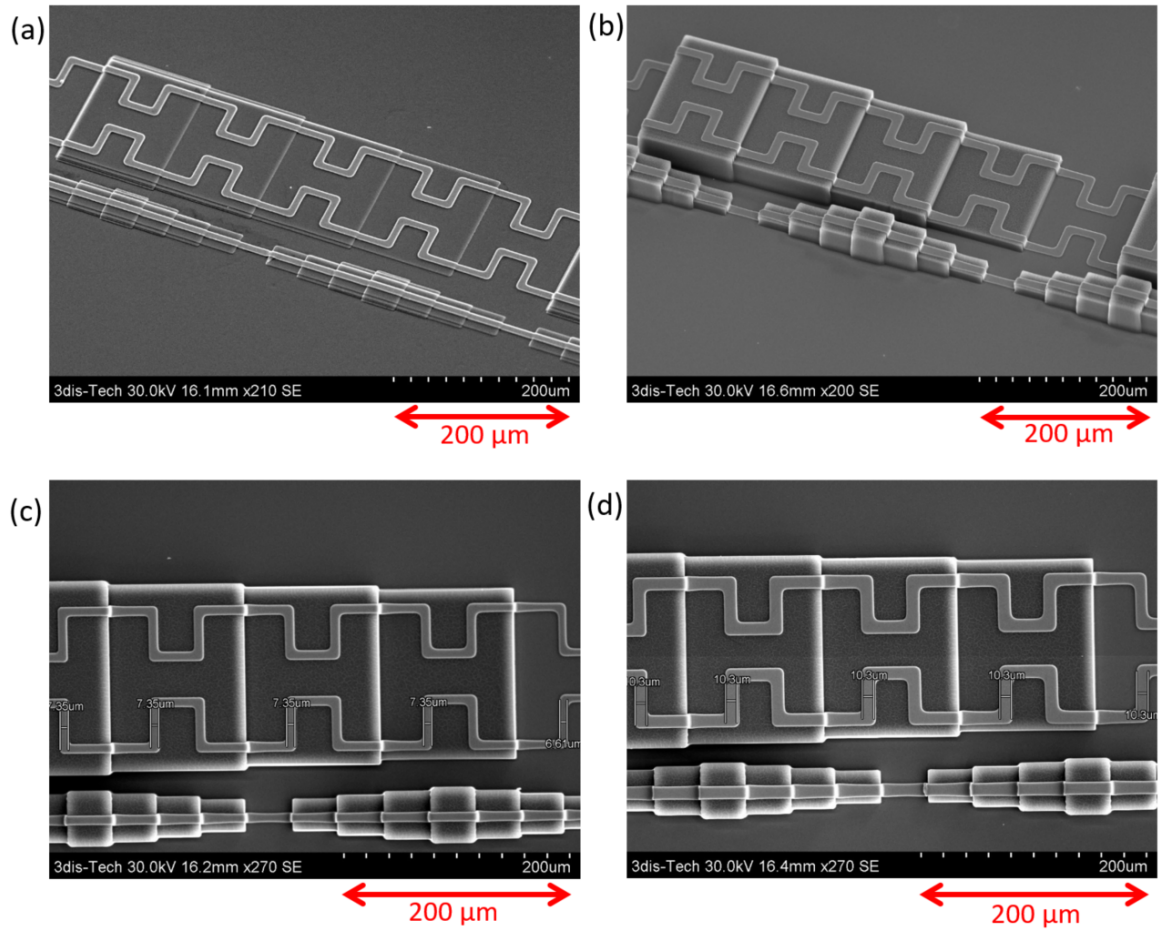 (a)
(b)
3dis-Tech 30.0kV 16.1mm x210 SE 200um
3dis-Tech 30.0kV 16.6mm x200 SE 200um
200 µm
200 µm
(c)
(d)
7.35um 7.35um 7.35um 7.35um
6.61um
10.3um 10.3um 10.3um 10.3um
10.3um
3dis-Tech 30.0kV 16.2mm x270 SE 200um
3dis-Tech 30.0kV 16.4mm x270 SE 200um
200 µm
200 µm